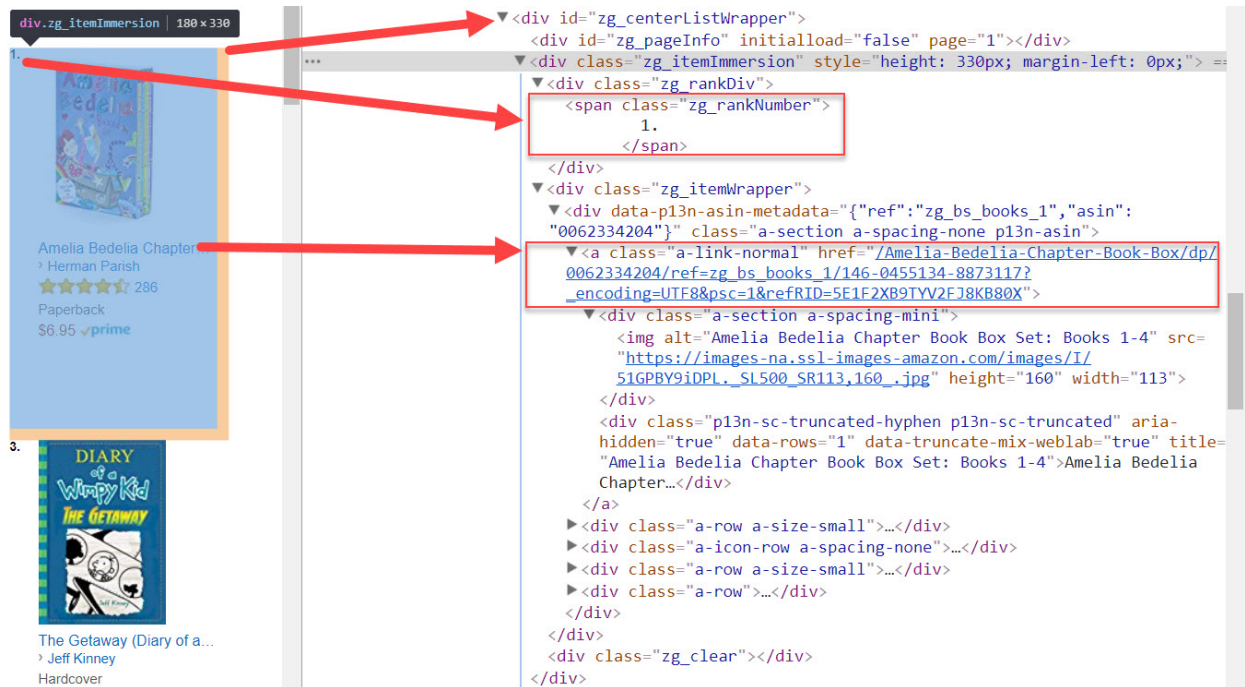 div.zg_itemImmersion | 180 × 330
1.
Amelia
Bedelia
Amelia Bedelia Chapter...
› Herman Parish
286
Paperback
$6.95 ✓prime
3.
DIARY
of a
Wimpy Kid
THE GETAWAY
Jeff Kinney
The Getaway (Diary of a…
› Jeff Kinney
Hardcover
▼<div id="zg_centerListWrapper">
<div id="zg_pageInfo" initialload="false" page="1"></div>
... ▼<div class="zg_itemImmersion" style="height: 330px; margin-left: 0px;"> ==
▼<div class="zg_rankDiv">
<span class="zg_rankNumber">
1.
</span>
</div>
▼<div class="zg_itemWrapper">
▼<div data-p13n-asin-metadata="{"ref":"zg_bs_books_1","asin":
"0062334204"}" class="a-section a-spacing-none p13n-asin">
▼<a class="a-link-normal" href="/Amelia-Bedelia-Chapter-Book-Box/dp/
0062334204/ref=zg_bs_books_1/146-0455134-8873117?
_encoding=UTF8&psc=1&refRID=5E1F2XB9TYV2FJ8KB80X">
▼<div class="a-section a-spacing-mini">
<img alt="Amelia Bedelia Chapter Book Box Set: Books 1-4" src=
"https://images-na.ssl-images-amazon.com/images/I/
51GPBY9iDPL._SL500_SR113,160_.jpg" height="160" width="113">
</div>
<div class="p13n-sc-truncated-hyphen p13n-sc-truncated" aria-
hidden="true" data-rows="1" data-truncate-mix-weblab="true" title=
"Amelia Bedelia Chapter Book Box Set: Books 1-4">Amelia Bedelia
Chapter…</div>
</a>
▶<div class="a-row a-size-small">…</div>
▶<div class="a-icon-row a-spacing-none">…</div>
▶<div class="a-row a-size-small">…</div>
▶<div class="a-row">…</div>
</div>
</div>
<div class="zg_clear"></div>
</div>